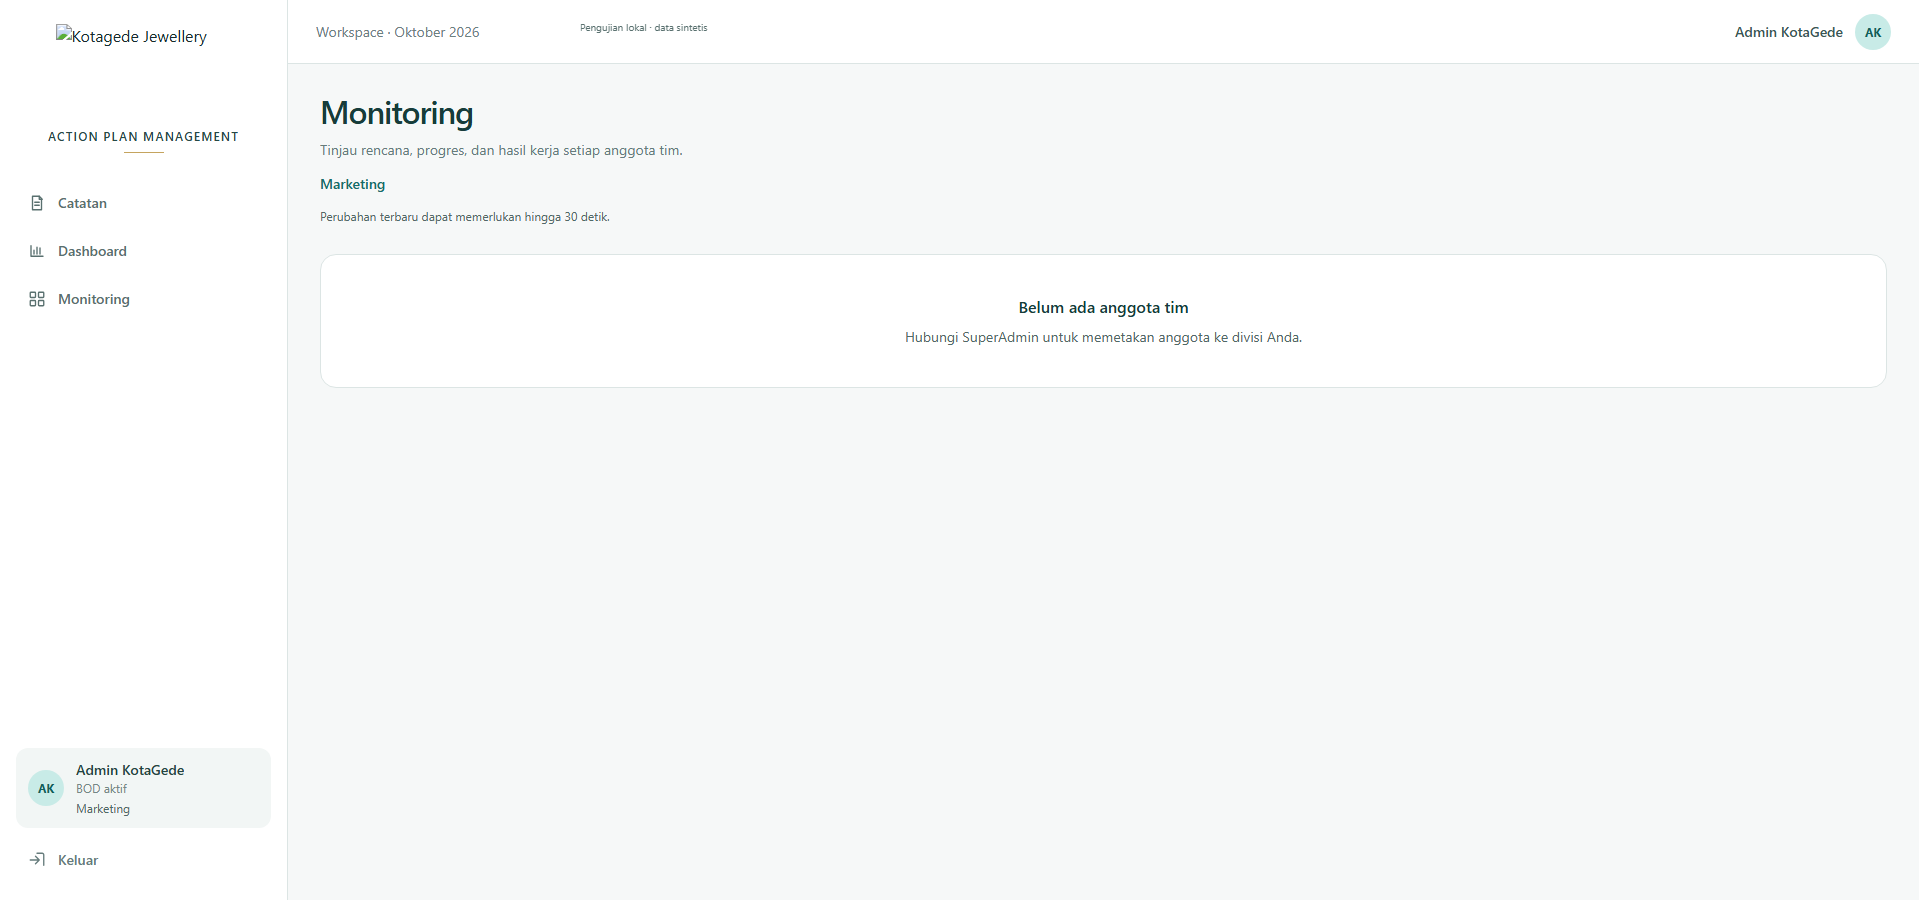 Kotagede Jewellery
ACTION PLAN MANAGEMENT
Catatan
Dashboard
Monitoring
AK
Admin KotaGede
BOD aktif
Marketing
Keluar
Workspace · Oktober 2026
Pengujian lokal · data sintetis
Admin KotaGede
AK
Monitoring
Tinjau rencana, progres, dan hasil kerja setiap anggota tim.
Marketing
Perubahan terbaru dapat memerlukan hingga 30 detik.
Belum ada anggota tim
Hubungi SuperAdmin untuk memetakan anggota ke divisi Anda.